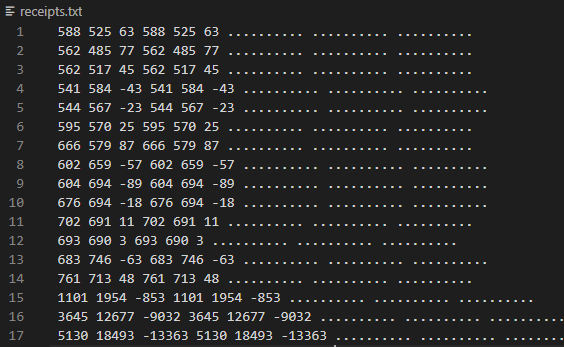 receipts.txt
1 588 525 63 588 525 63 .......... .......... ..........
2 562 485 77 562 485 77 .......... .......... ..........
3 562 517 45 562 517 45 .......... .......... ..........
4 541 584 -43 541 584 -43 .......... .......... ..........
5 544 567 -23 544 567 -23 .......... .......... ..........
6 595 570 25 595 570 25 .......... .......... ..........
7 666 579 87 666 579 87 .......... .......... ..........
8 602 659 -57 602 659 -57 .......... .......... ..........
9 604 694 -89 604 694 -89 .......... .......... ..........
10 676 694 -18 676 694 -18 .......... .......... ..........
11 702 691 11 702 691 11 .......... .......... ..........
12 693 690 3 693 690 3 .......... .......... ..........
13 683 746 -63 683 746 -63 .......... .......... ..........
14 761 713 48 761 713 48 .......... .......... ..........
15 1101 1954 -853 1101 1954 -853 .......... .......... ..........
16 3645 12677 -9032 3645 12677 -9032 .......... .......... ..........
17 5130 18493 -13363 5130 18493 -13363 .......... .......... ........